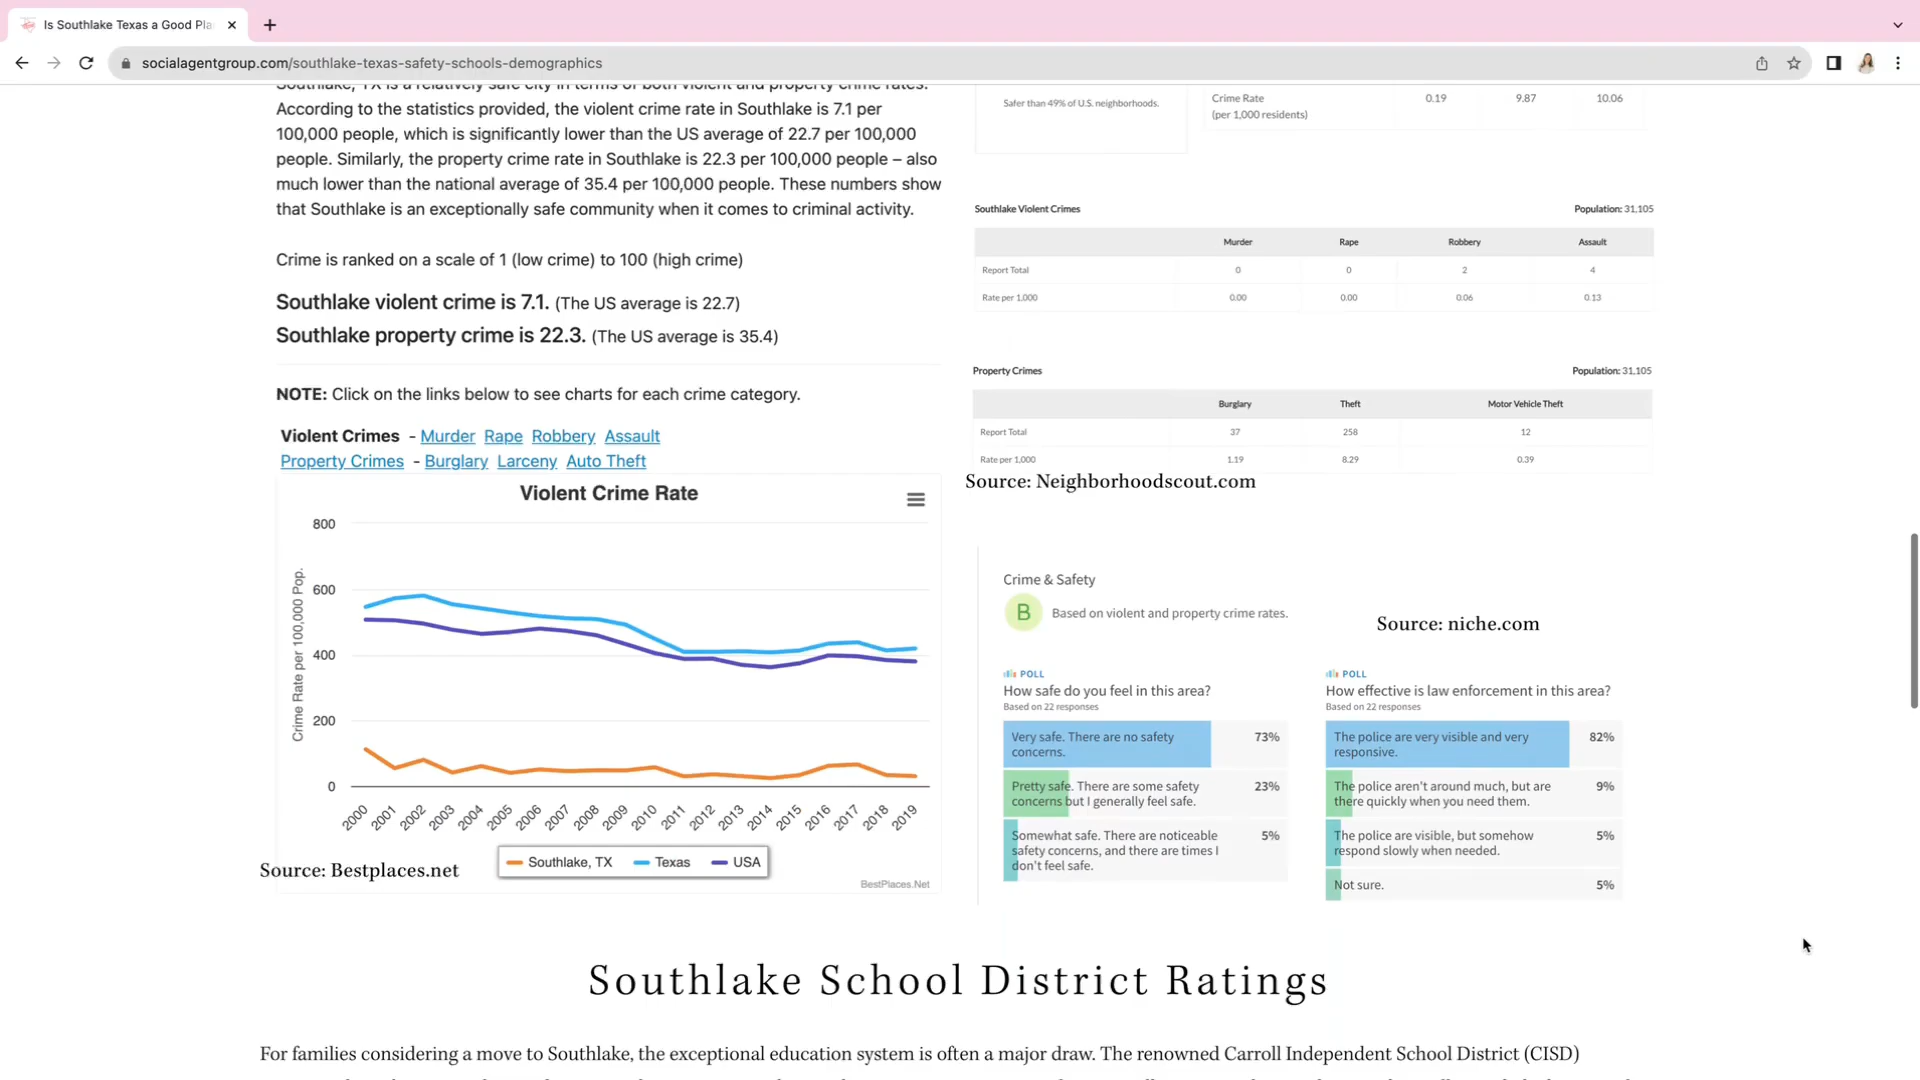 Is Southlake Texas a Good Pla
socialagentgroup.com/southlake-texas-safety-schools-demographics
Southlake, TX is a relatively safe city in terms of both violent and property crime rates.
According to the statistics provided, the violent crime rate in Southlake is 7.1 per
100,000 people, which is significantly lower than the US average of 22.7 per 100,000
people. Similarly, the property crime rate in Southlake is 22.3 per 100,000 people – also
much lower than the national average of 35.4 per 100,000 people. These numbers show
that Southlake is an exceptionally safe community when it comes to criminal activity.
Crime is ranked on a scale of 1 (low crime) to 100 (high crime)
Southlake violent crime is 7.1. (The US average is 22.7)
Southlake property crime is 22.3. (The US average is 35.4)
NOTE: Click on the links below to see charts for each crime category.
Violent Crimes - Murder Rape Robbery Assault
Property Crimes - Burglary Larceny Auto Theft
Violent Crime Rate
Crime Rate per 100,000 Pop.
800
600
400
200
0
2000 2001 2002 2003 2004 2005 2006 2007 2008 2009 2010 2011 2012 2013 2014 2015 2016 2017 2018 2019
Southlake, TX Texas USA
BestPlaces.Net
Source: Bestplaces.net
Safer than 49% of U.S. neighborhoods.
Crime Rate 0.19 9.87 10.06
(per 1,000 residents)
Southlake Violent Crimes Population: 31,105
Murder Rape Robbery Assault
Report Total 0 0 2 4
Rate per 1,000 0.00 0.00 0.06 0.13
Property Crimes Population: 31,105
Burglary Theft Motor Vehicle Theft
Report Total 37 258 12
Rate per 1,000 1.19 8.29 0.39
Source: Neighborhoodscout.com
Crime & Safety
B Based on violent and property crime rates.
Source: niche.com
POLL
How safe do you feel in this area?
Based on 22 responses
Very safe. There are no safety 73%
concerns.
Pretty safe. There are some safety 23%
concerns but I generally feel safe.
Somewhat safe. There are noticeable 5%
safety concerns, and there are times I
don't feel safe.
POLL
How effective is law enforcement in this area?
Based on 22 responses
The police are very visible and very 82%
responsive.
The police aren't around much, but are 9%
there quickly when you need them.
The police are visible, but somehow 5%
respond slowly when needed.
Not sure. 5%
Southlake School District Ratings
For families considering a move to Southlake, the exceptional education system is often a major draw. The renowned Carroll Independent School District (CISD)